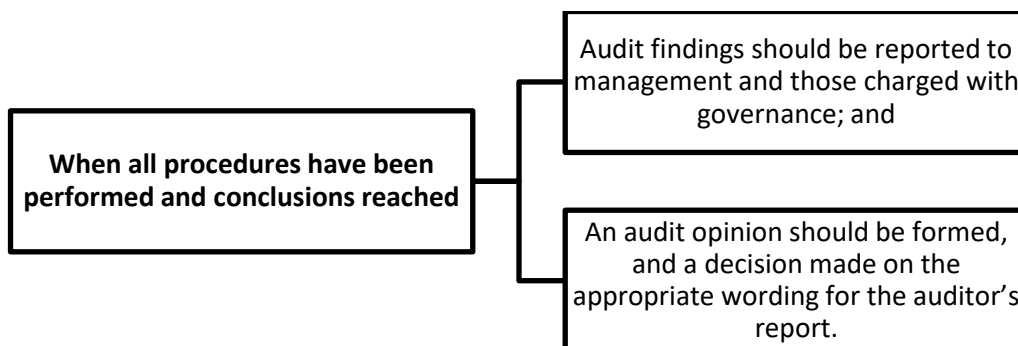 When all procedures have been
performed and conclusions reached
Audit findings should be reported to
management and those charged with
governance; and
An audit opinion should be formed,
and a decision made on the
appropriate wording for the auditor’s
report.